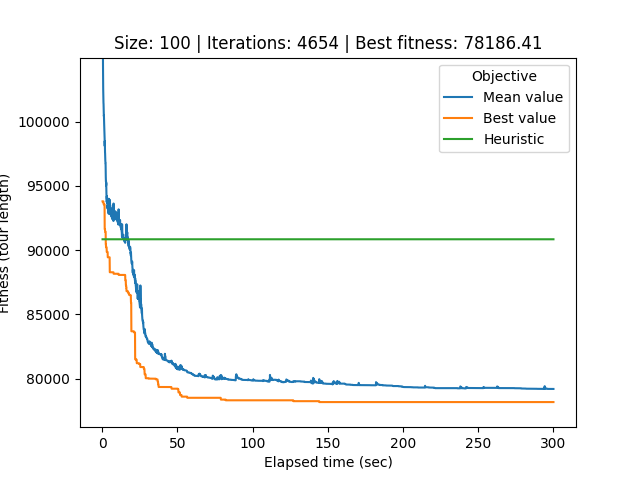 Size: 100 | Iterations: 4654 | Best fitness: 78186.41
Objective
Mean value
Best value
Heuristic
100000
95000
90000
85000
80000
Fitness (tour length)
0 50 100 150 200 250 300
Elapsed time (sec)